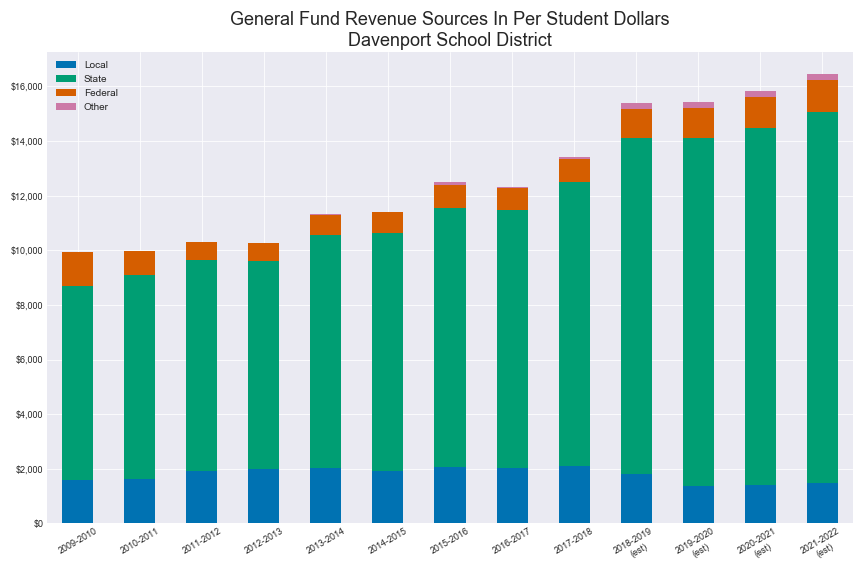 General Fund Revenue Sources In Per Student Dollars
Davenport School District
Local
State
Federal
Other
$16,000
$14,000
$12,000
$10,000
$8,000
$6,000
$4,000
$2,000
$0
2009-2010
2010-2011
2011-2012
2012-2013
2013-2014
2014-2015
2015-2016
2016-2017
2017-2018
2018-2019
(est)
2019-2020
(est)
2020-2021
(est)
2021-2022
(est)